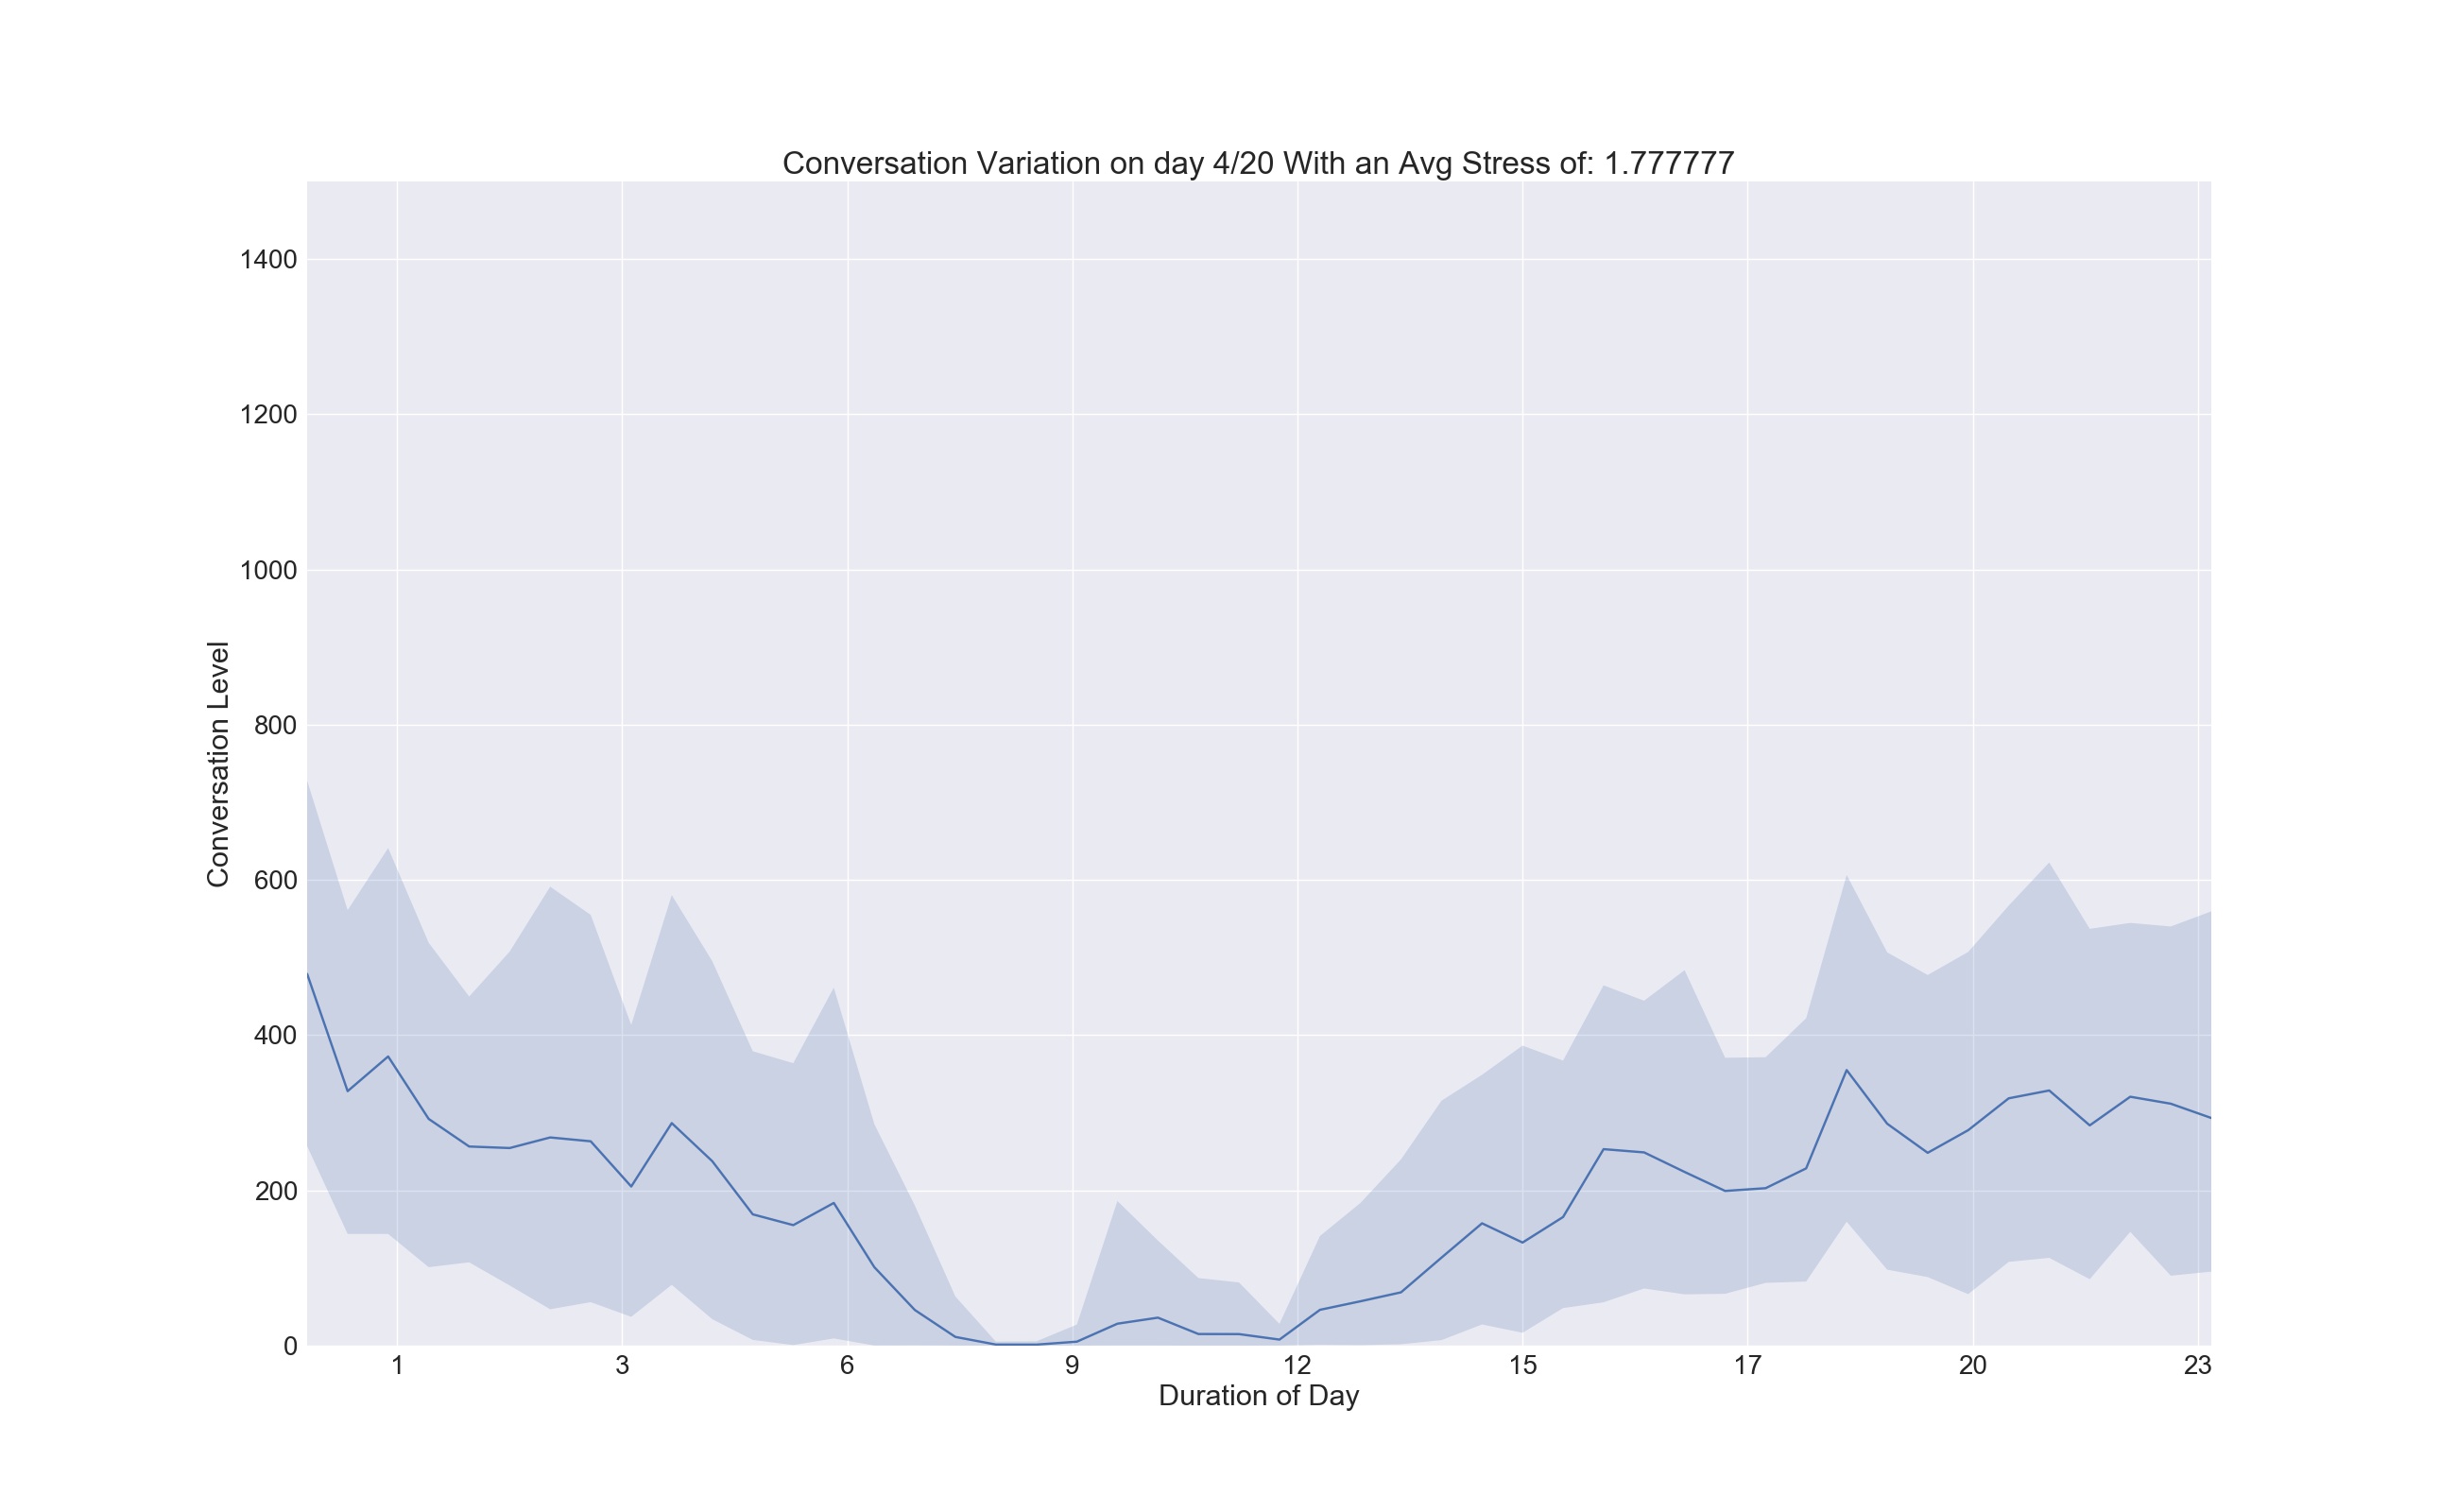 Conversation Variation on day 4/20 With an Avg Stress of: 1.777777
1400
1200
1000
800
600
400
200
0
Conversation Level
1 3 6 9 12 15 17 20 23
Duration of Day